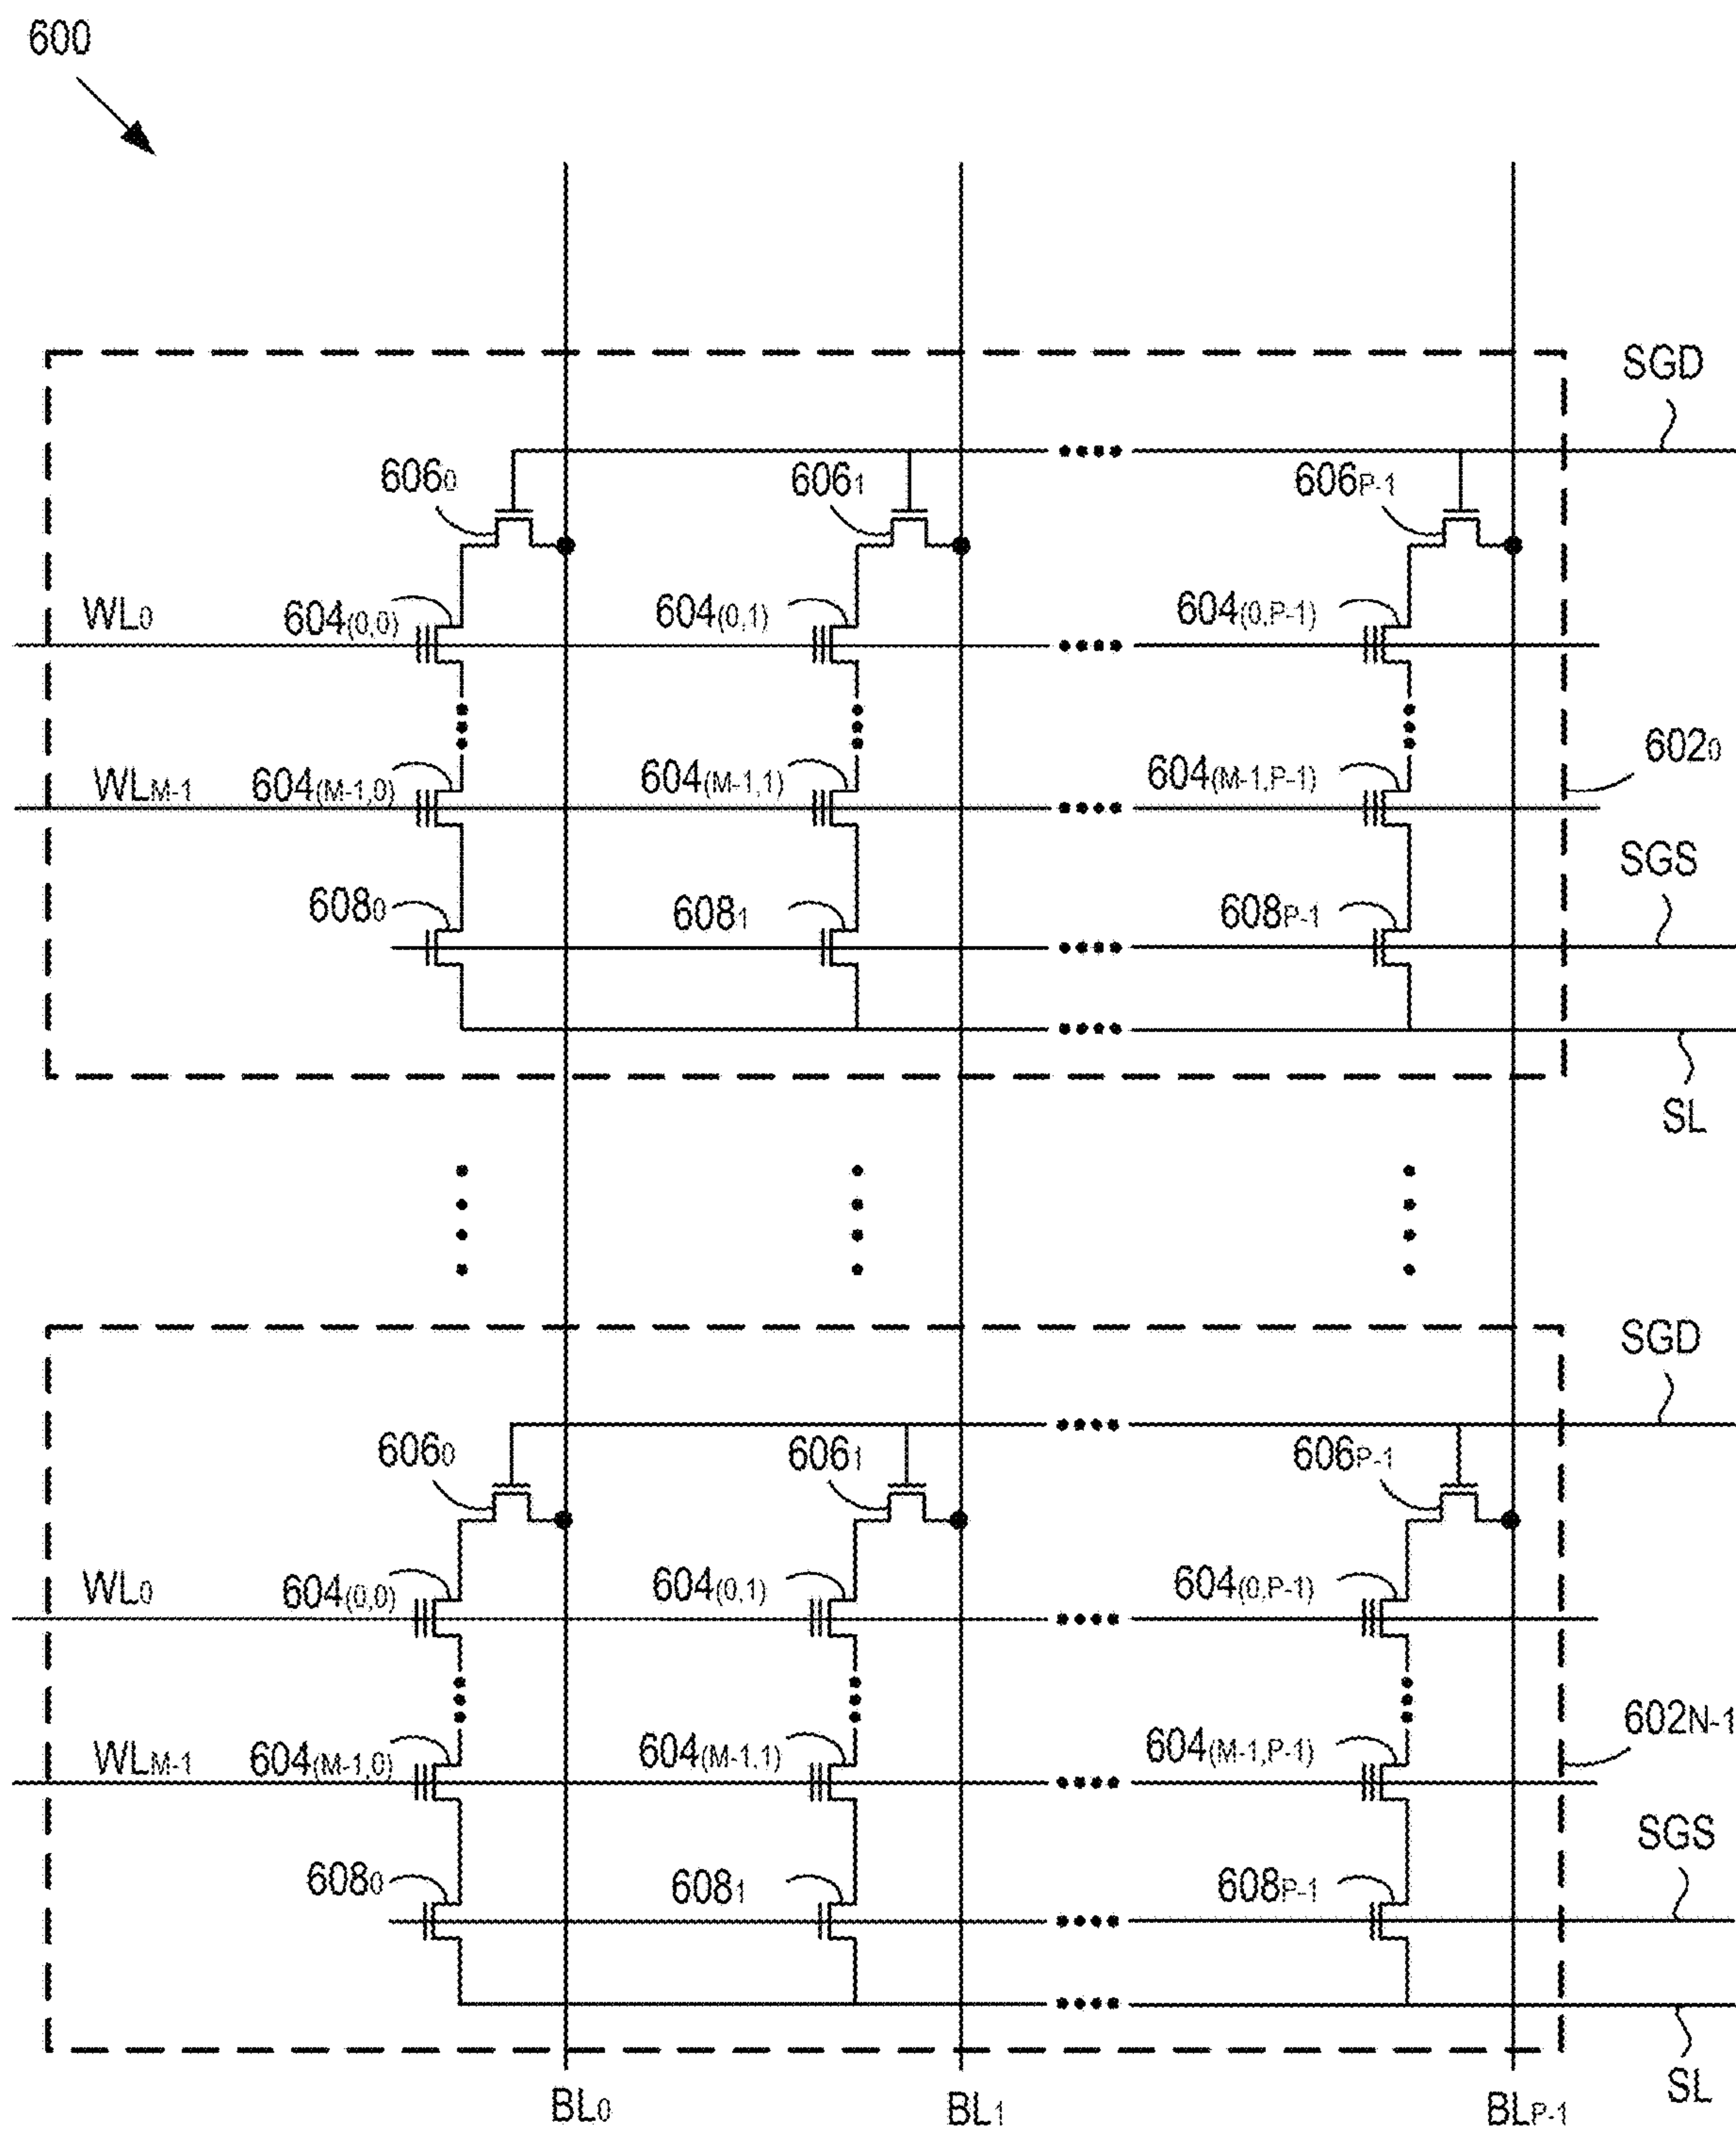 600
SGD
606₀ 606₁ 606P-1
WL₀ 604(0,0) 604(0,1) 604(0,P-1)
602₀
WLM-1 604(M-1,0) 604(M-1,1) 604(M-1,P-1)
SGS
608₀ 608₁ 608P-1
SL
SGD
606₀ 606₁ 606P-1
WL₀ 604(0,0) 604(0,1) 604(0,P-1)
602N-1
WLM-1 604(M-1,0) 604(M-1,1) 604(M-1,P-1)
SGS
608₀ 608₁ 608P-1
SL
BL₀ BL₁ BLP-1